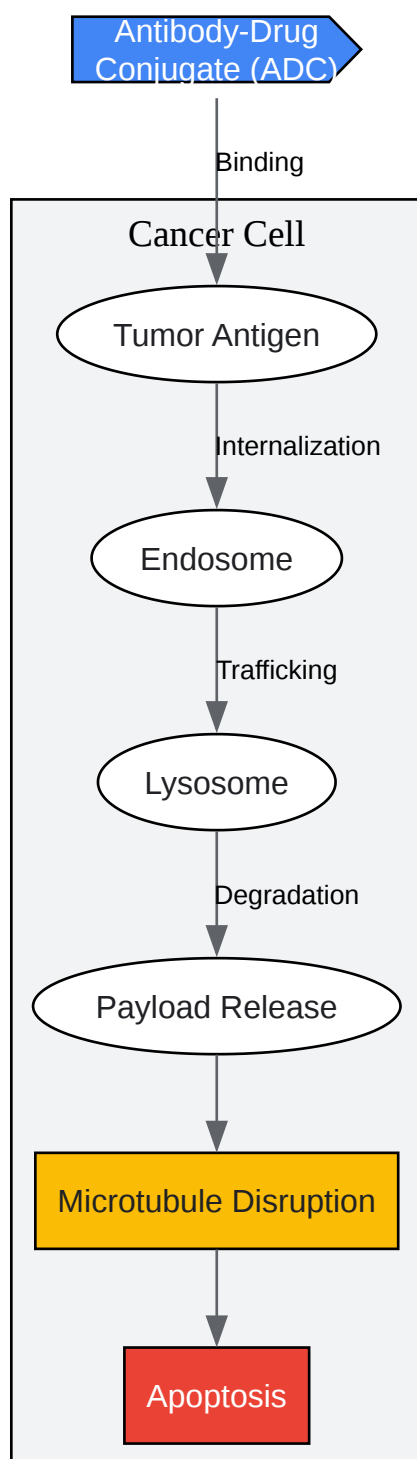 Antibody-Drug
Conjugate (ADC)
Binding
Cancer Cell
Tumor Antigen
Internalization
Endosome
Trafficking
Lysosome
Degradation
Payload Release
Microtubule Disruption
Apoptosis